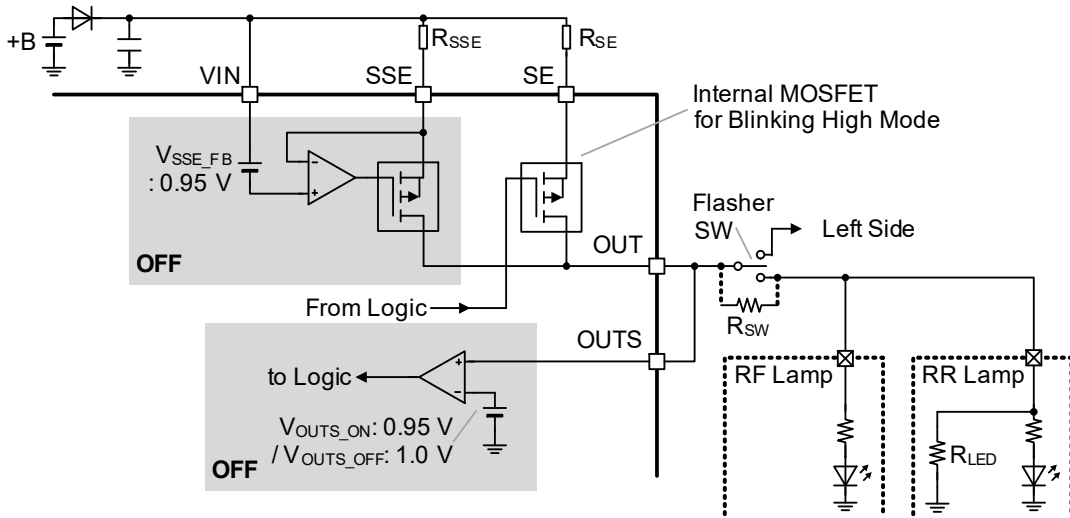 +B
RSSE
RSE
VIN
SSE
SE
Internal MOSFET
for Blinking High Mode
VSSE_FB
: 0.95 V
-
+
OFF
Flasher
SW
Left Side
OUT
From Logic
RSW
OUTS
to Logic
+
-
VOUTS_ON: 0.95 V
/ VOUTS_OFF: 1.0 V
OFF
RF Lamp
RR Lamp
RLED